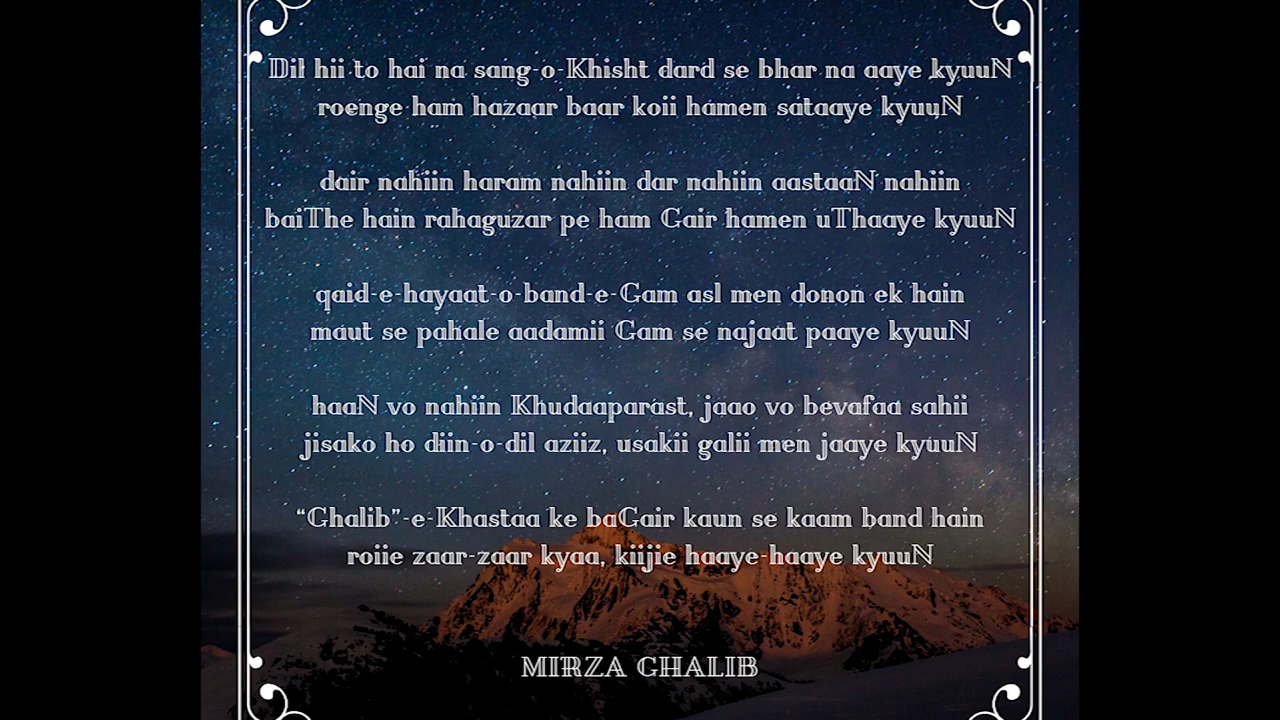 Dil hii to hai na sang-o-Khisht dard se bhar na aaye kyuuN
roenge ham hazaar baar koii hamen sataaye kyuuN
dair nahiin haram nahiin dar nahiin aastaaN nahiin
baiThe hain rahaguzar pe ham Gair hamen uThaaye kyuuN
qaid-e-hayaat-o-band-e-Gam asl men donon ek hain
maut se pahale aadamii Gam se najaat paaye kyuuN
haaN vo nahiin Khudaaparast, jaao vo bevafaa sahii
jisako ho diin-o-dil aziiz, usakii galii men jaaye kyuuN
“Ghalib”-e-Khastaa ke baGair kaun se kaam band hain
roiie zaar-zaar kyaa, kiijie haaye-haaye kyuuN
MIRZA GHALIB